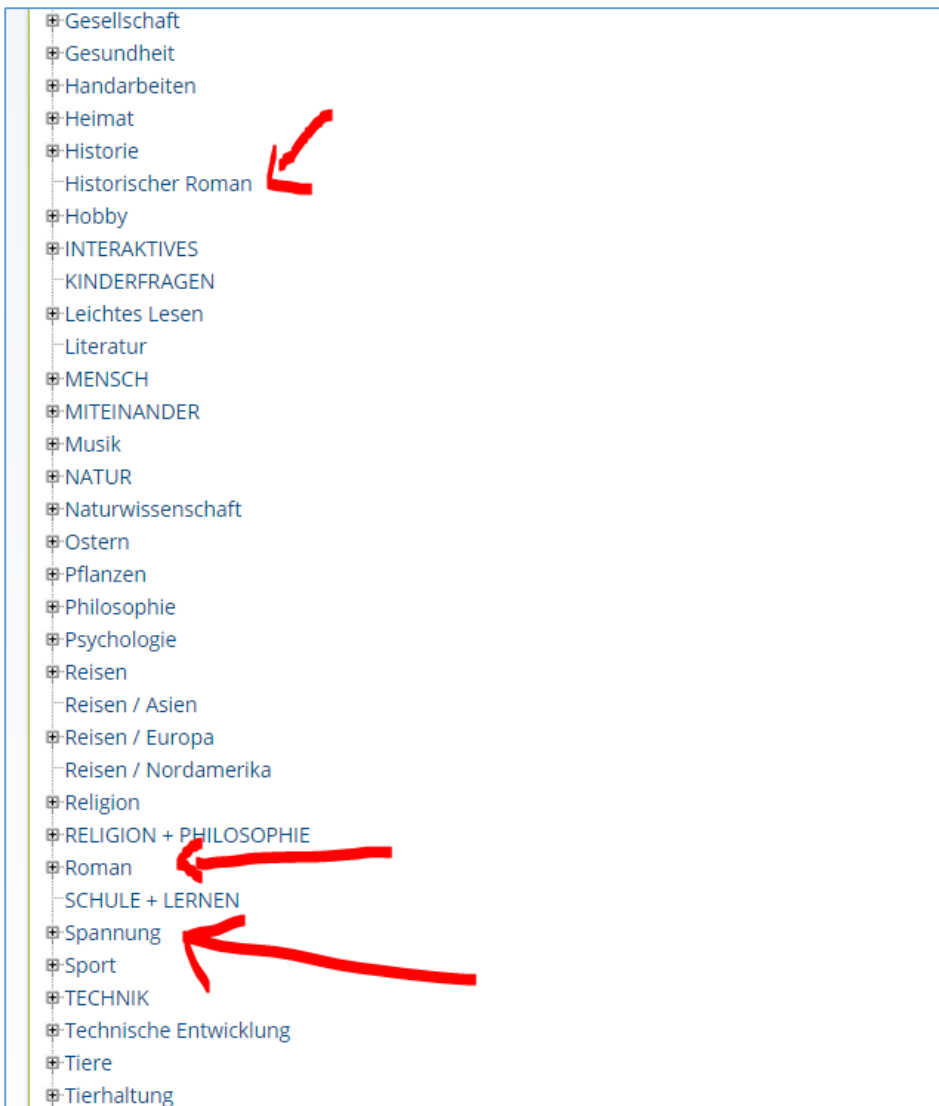 Gesellschaft
Gesundheit
Handarbeiten
Heimat
Historie
Historischer Roman
Hobby
INTERAKTIVES
KINDERFRAGEN
Leichtes Lesen
Literatur
MENSCH
MITEINANDER
Musik
NATUR
Naturwissenschaft
Ostern
Pflanzen
Philosophie
Psychologie
Reisen
Reisen / Asien
Reisen / Europa
Reisen / Nordamerika
Religion
RELIGION + PHILOSOPHIE
Roman
SCHULE + LERNEN
Spannung
Sport
TECHNIK
Technische Entwicklung
Tiere
Tierhaltung